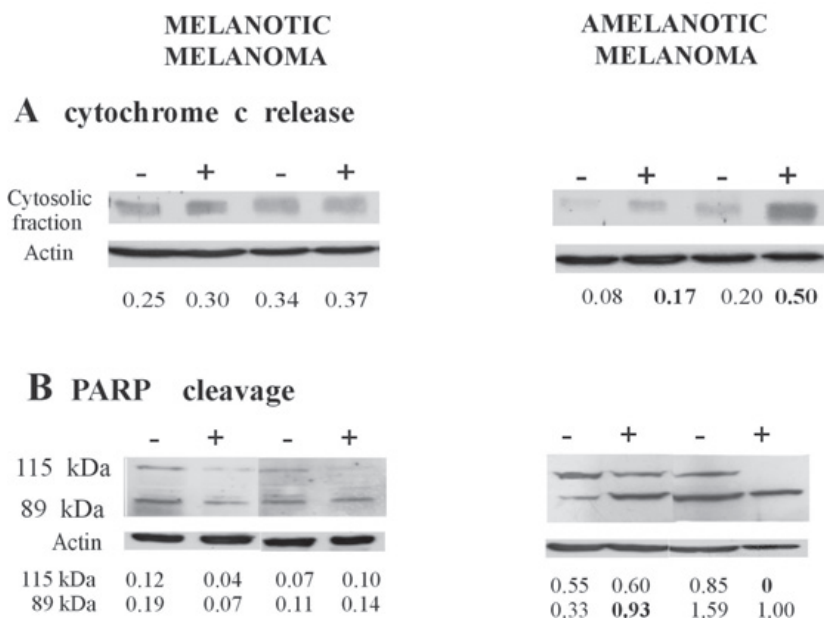 MELANOTIC
MELANOMA
AMELANOTIC
MELANOMA
A cytochrome c release
- + - +
- + - +
Cytosolic
fraction
Actin
0.25 0.30 0.34 0.37
0.08 0.17 0.20 0.50
B PARP cleavage
- + - +
- + - +
115 kDa
89 kDa
Actin
115 kDa 0.12 0.04 0.07 0.10
0.55 0.60 0.85 0
89 kDa 0.19 0.07 0.11 0.14
0.33 0.93 1.59 1.00